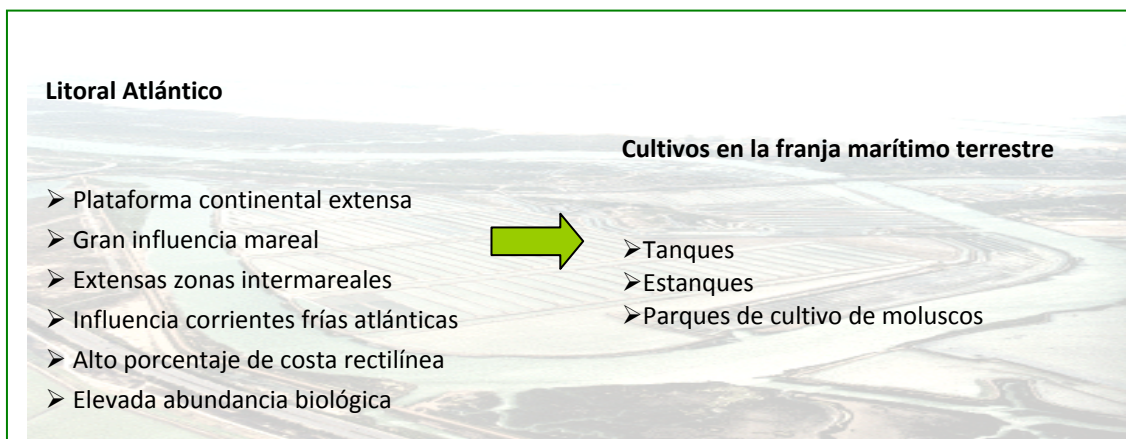 Litoral Atlántico
➢ Plataforma continental extensa
➢ Gran influencia mareal
➢ Extensas zonas intermareales
➢ Influencia corrientes frías atlánticas
➢ Alto porcentaje de costa rectilínea
➢ Elevada abundancia biológica
Cultivos en la franja marítimo terrestre
➢Tanques
➢Estanques
➢Parques de cultivo de moluscos